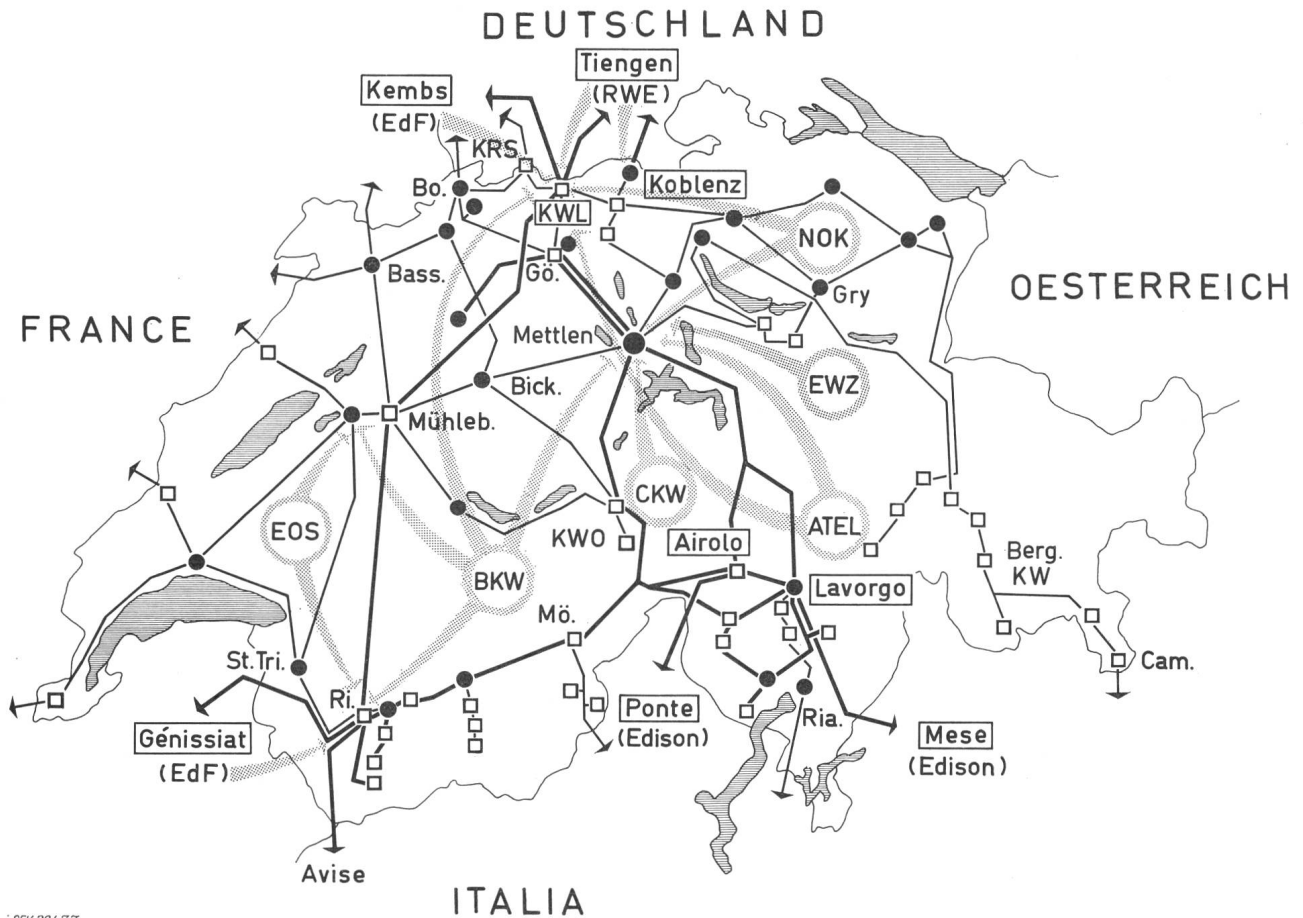 DEUTSCHLAND
Tiengen
(RWE)
Kembs
(EdF)
KRS
Bo.
Koblenz
KWL
NOK
Bass.
Gö.
Gry
OESTERREICH
FRANCE
Mettlen
EWZ
Bick.
Mühleb.
CKW
ATEL
EOS
KWO
Airolo
Berg.
KW
BKW
Lavorgo
Mö.
St.Tri.
Cam.
Ri.
Ponte
(Edison)
Ria.
Génissiat
(EdF)
Mese
(Edison)
Avise
ITALIA